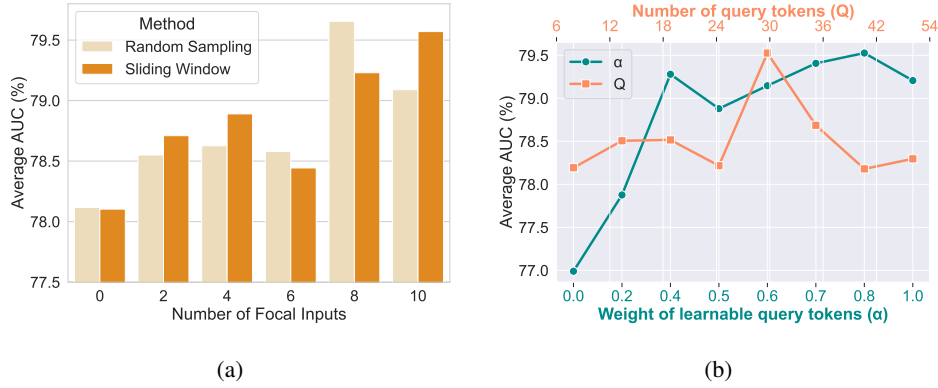 Method
Random Sampling
Sliding Window
79.5
79.0
78.5
78.0
77.5
Average AUC (%)
0 2 4 6 8 10
Number of Focal Inputs
(a)
Number of query tokens (Q)
6 12 18 24 30 36 42 48 54
α
Q
79.5
79.0
78.5
78.0
77.5
77.0
Average AUC (%)
0.0 0.2 0.4 0.5 0.6 0.7 0.8 1.0
Weight of learnable query tokens (α)
(b)